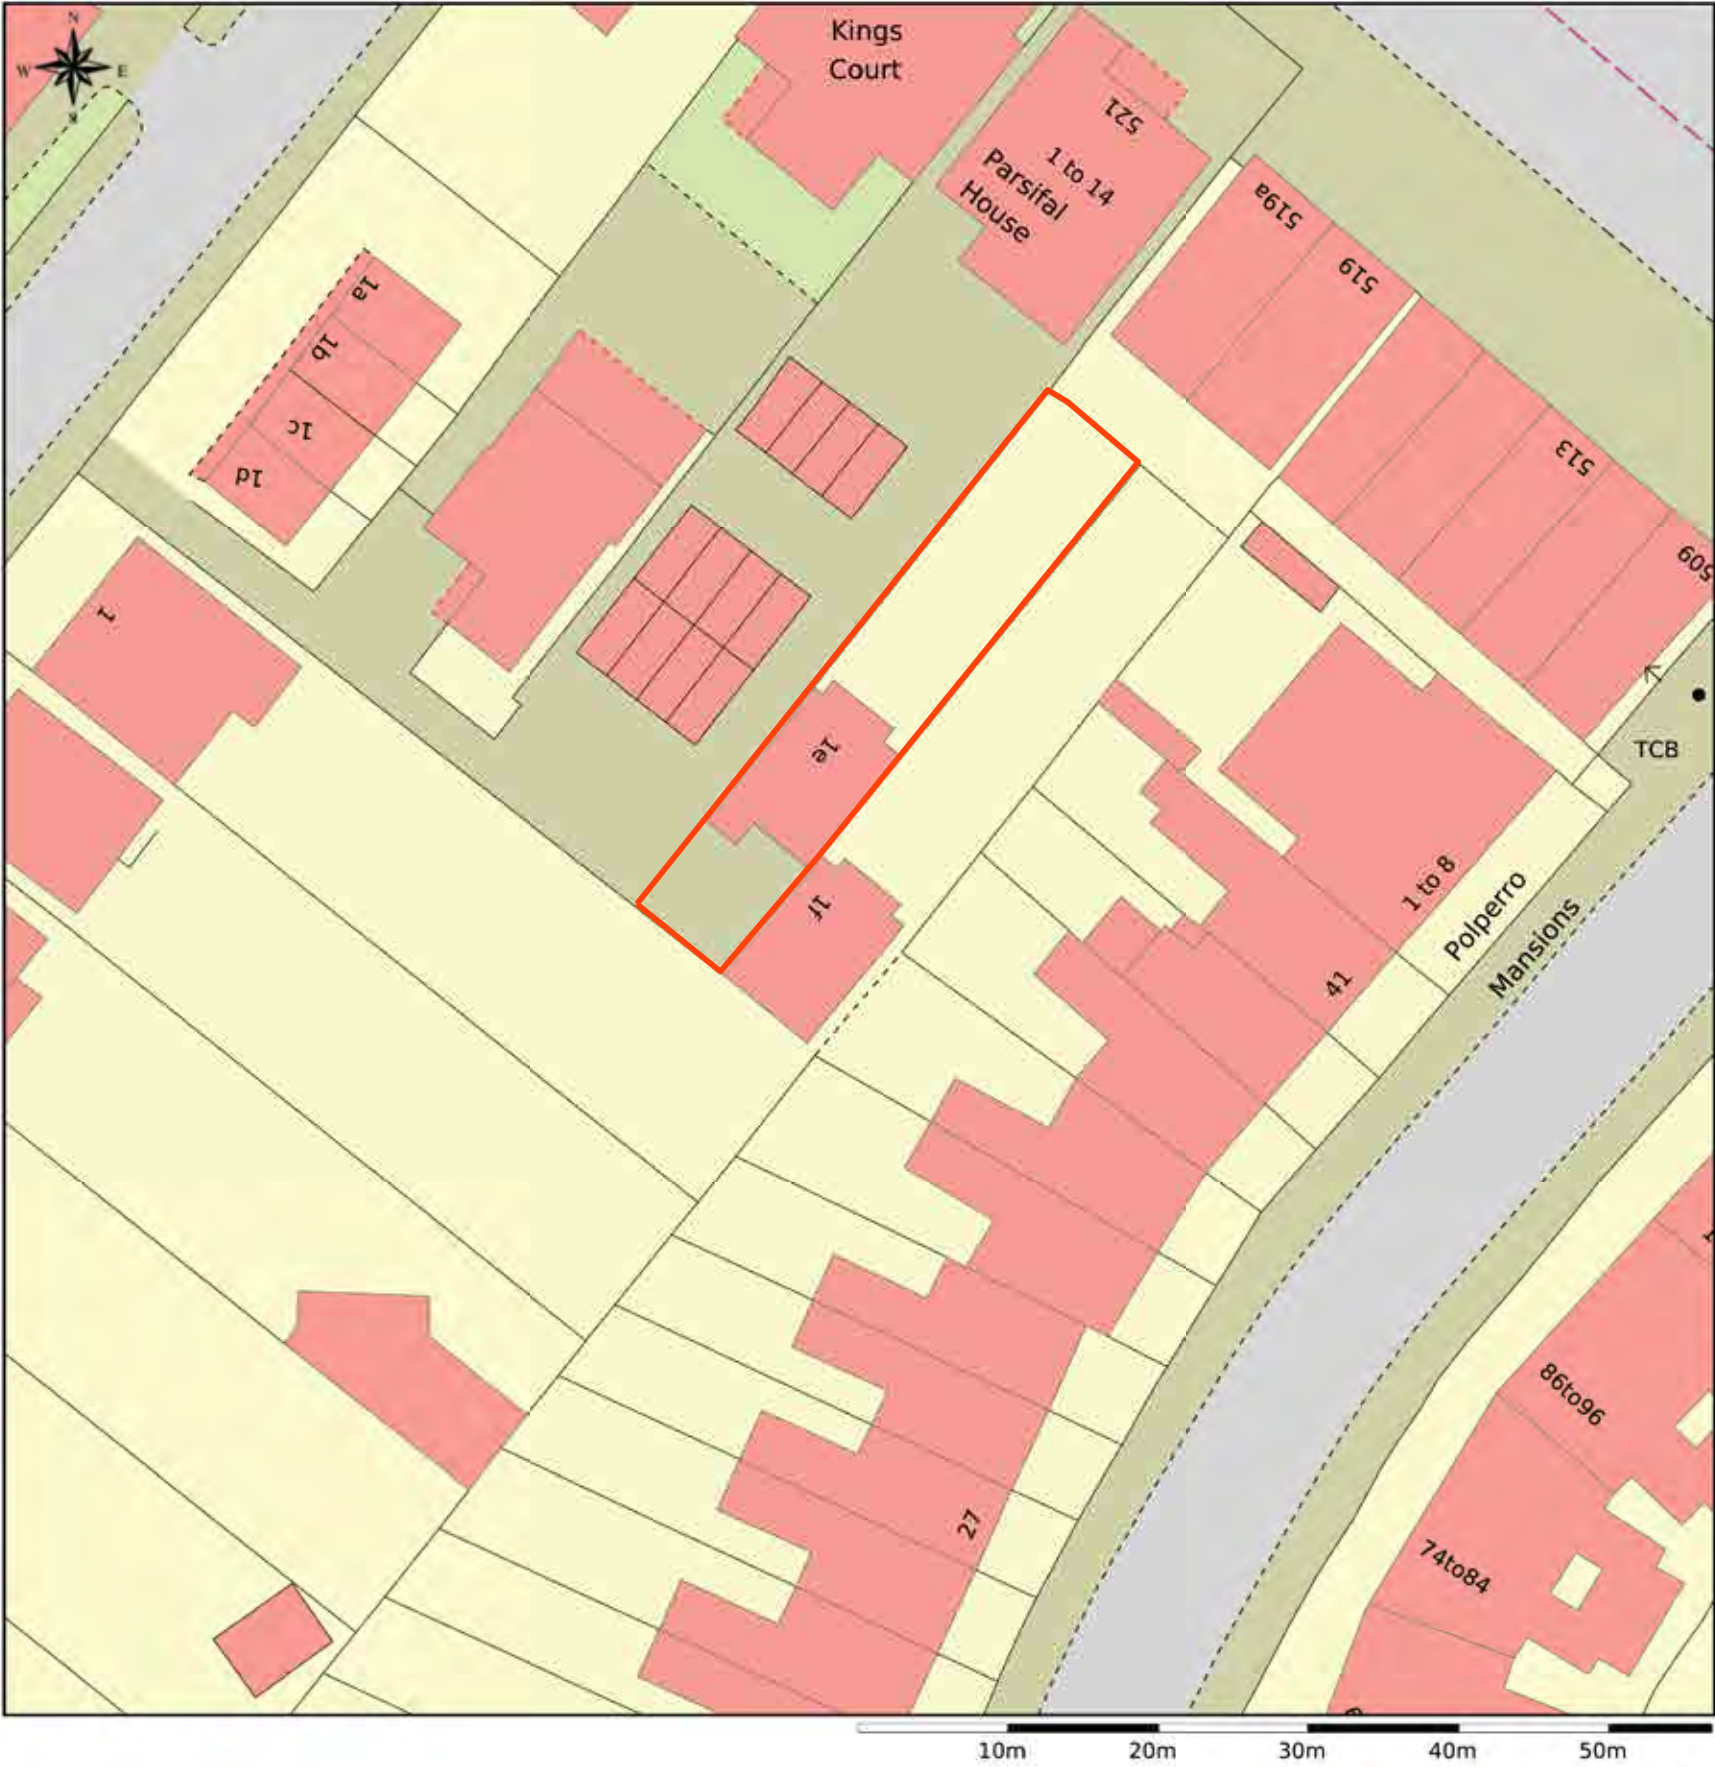 N
W
E
S
Kings
Court
521
1 to 14
Parsifal
House
519a
519
513
509
1a
1b
1c
1d
1
1e
1f
TCB
1 to 8
Polperro
Mansions
41
27
86to96
74to84
10m
20m
30m
40m
50m